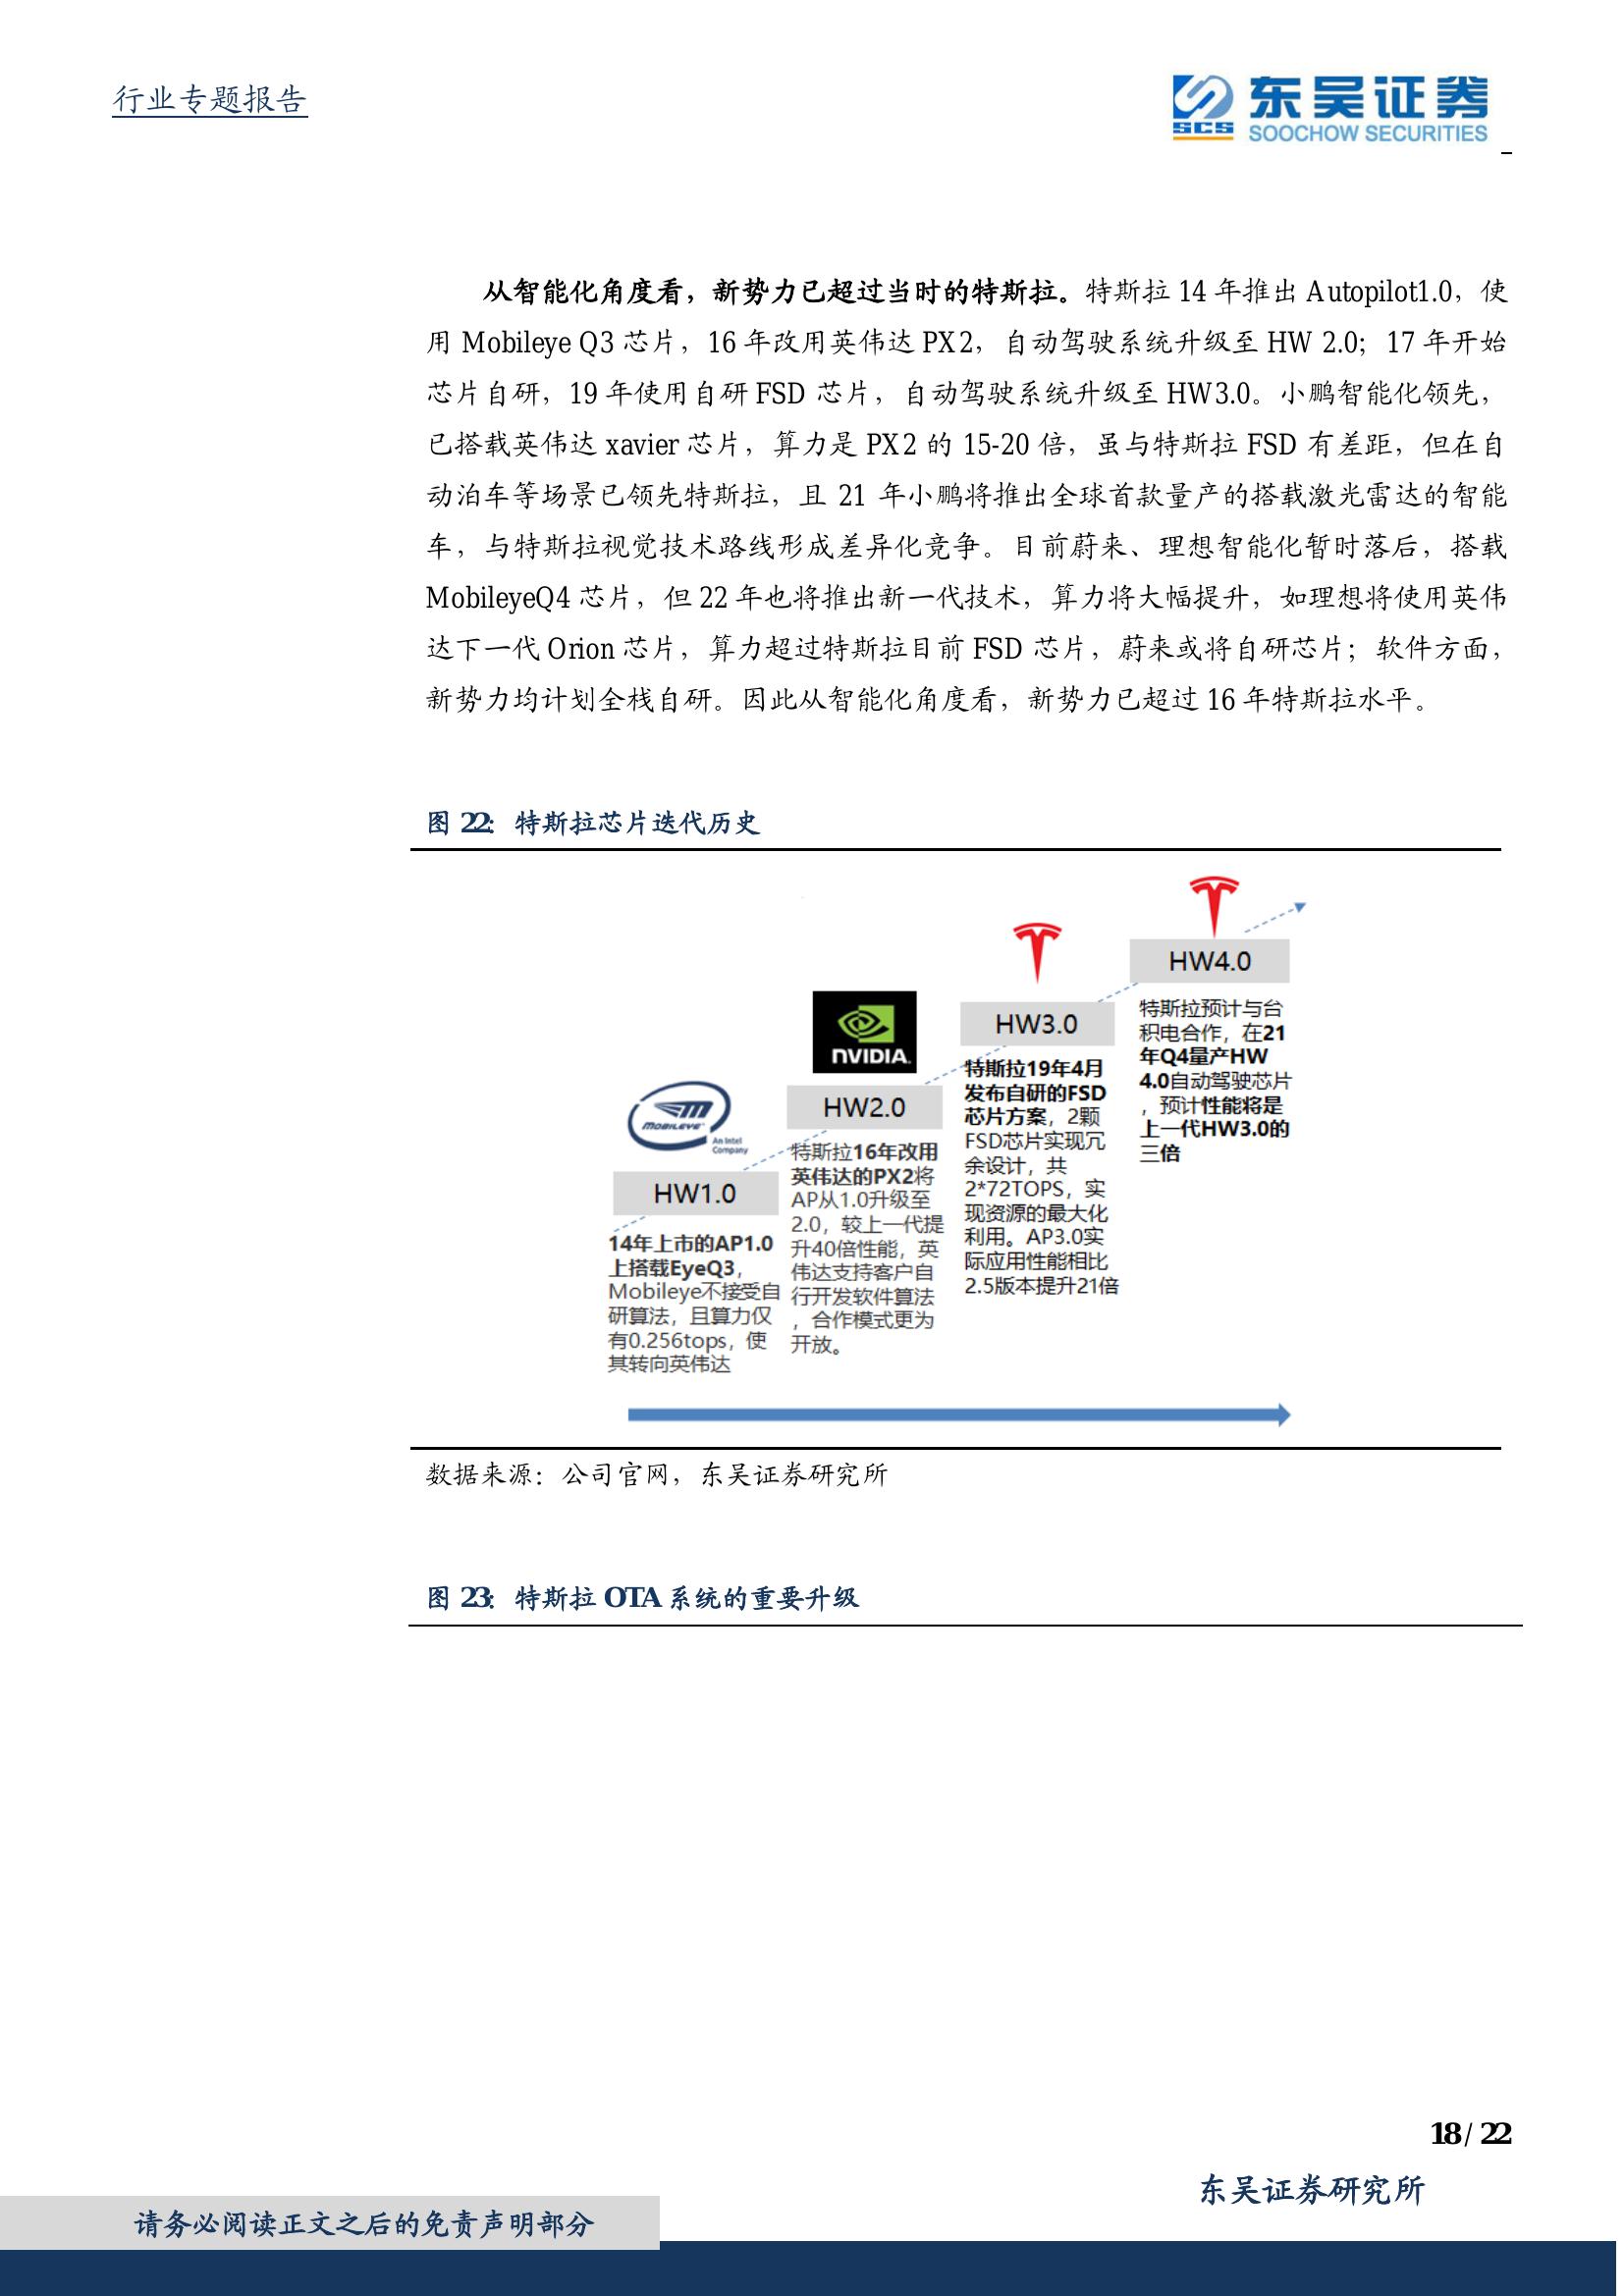 行业专题报告
SCS
东吴证券
SOOCHOW SECURITIES
从智能化角度看，新势力已超过当时的特斯拉。特斯拉 14 年推出 Autopilot1.0，使
用 Mobileye Q3 芯片，16 年改用英伟达 PX2，自动驾驶系统升级至 HW 2.0；17 年开始
芯片自研，19 年使用自研 FSD 芯片，自动驾驶系统升级至 HW3.0。小鹏智能化领先，
已搭载英伟达 xavier 芯片，算力是 PX2 的 15-20 倍，虽与特斯拉 FSD 有差距，但在自
动泊车等场景已领先特斯拉，且 21 年小鹏将推出全球首款量产的搭载激光雷达的智能
车，与特斯拉视觉技术路线形成差异化竞争。目前蔚来、理想智能化暂时落后，搭载
MobileyeQ4 芯片，但 22 年也将推出新一代技术，算力将大幅提升，如理想将使用英伟
达下一代 Orion 芯片，算力超过特斯拉目前 FSD 芯片，蔚来或将自研芯片；软件方面，
新势力均计划全栈自研。因此从智能化角度看，新势力已超过 16 年特斯拉水平。
图 22：特斯拉芯片迭代历史
MOBILEYE
An Intel
Company
HW1.0
14年上市的AP1.0
上搭载EyeQ3，
Mobileye不接受自
研算法，且算力仅
有0.256tops，使
其转向英伟达
NVIDIA.
HW2.0
特斯拉16年改用
英伟达的PX2将
AP从1.0升级至
2.0，较上一代提
升40倍性能，英
伟达支持客户自
行开发软件算法
，合作模式更为
开放。
HW3.0
特斯拉19年4月
发布自研的FSD
芯片方案，2颗
FSD芯片实现冗
余设计，共
2*72TOPS，实
现资源的最大化
利用。AP3.0实
际应用性能相比
2.5版本提升21倍
HW4.0
特斯拉预计与台
积电合作，在21
年Q4量产HW
4.0自动驾驶芯片
，预计性能将是
上一代HW3.0的
三倍
数据来源：公司官网，东吴证券研究所
图 23：特斯拉 OTA 系统的重要升级
18 / 22
东吴证券研究所
请务必阅读正文之后的免责声明部分